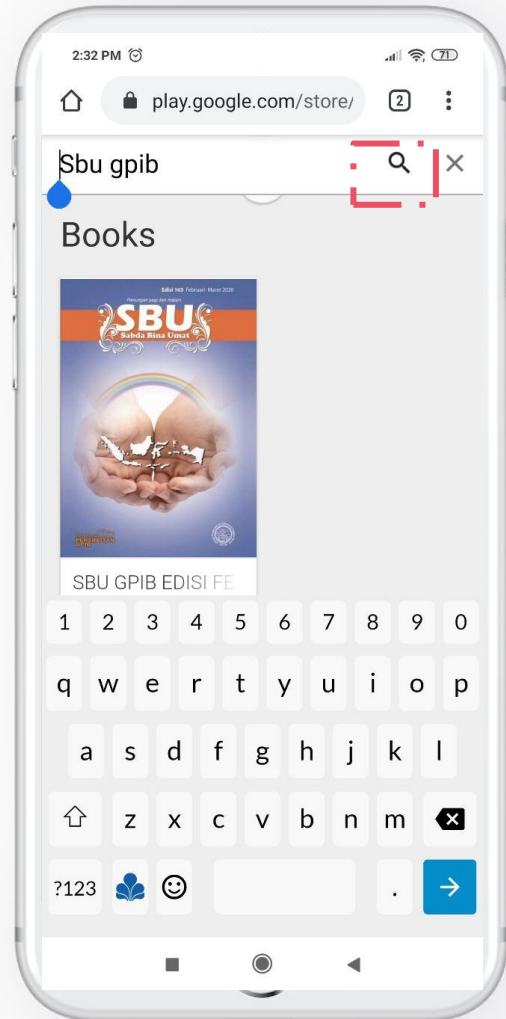 2:32 PM 71
play.google.com/store/ 2
Sbu gpib
Books
Edisi 163 Februari - Maret 2020
Renungan pagi dan malam
SBU
Sabda Bina Umat
SBU GPIB EDISI FE
1 2 3 4 5 6 7 8 9 0
q w e r t y u i o p
a s d f g h j k l
z x c v b n m
?123 .